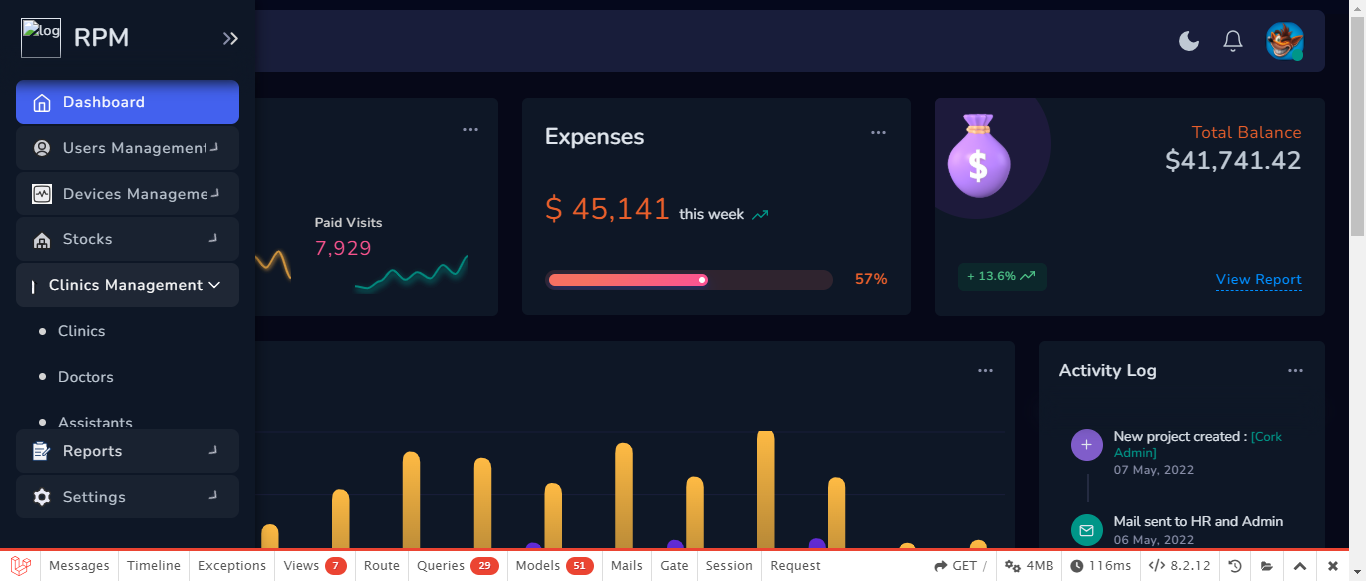 log
RPM
Dashboard
Users Management
Devices Manageme
Stocks
Clinics Management
Clinics
Doctors
Assistants
Reports
Settings
Paid Visits
7,929
Expenses
$ 45,141 this week
57%
Total Balance
$41,741.42
$
+ 13.6%
View Report
Activity Log
New project created : [Cork
Admin]
07 May, 2022
Mail sent to HR and Admin
06 May, 2022
Messages Timeline Exceptions Views 7 Route Queries 29 Models 51 Mails Gate Session Request GET / 4MB 116ms </> 8.2.12